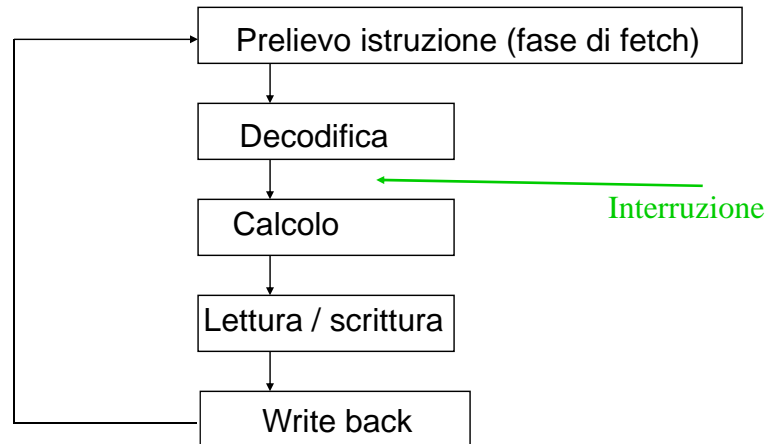 Prelievo istruzione (fase di fetch)
Decodifica
Interruzione
Calcolo
Lettura / scrittura
Write back